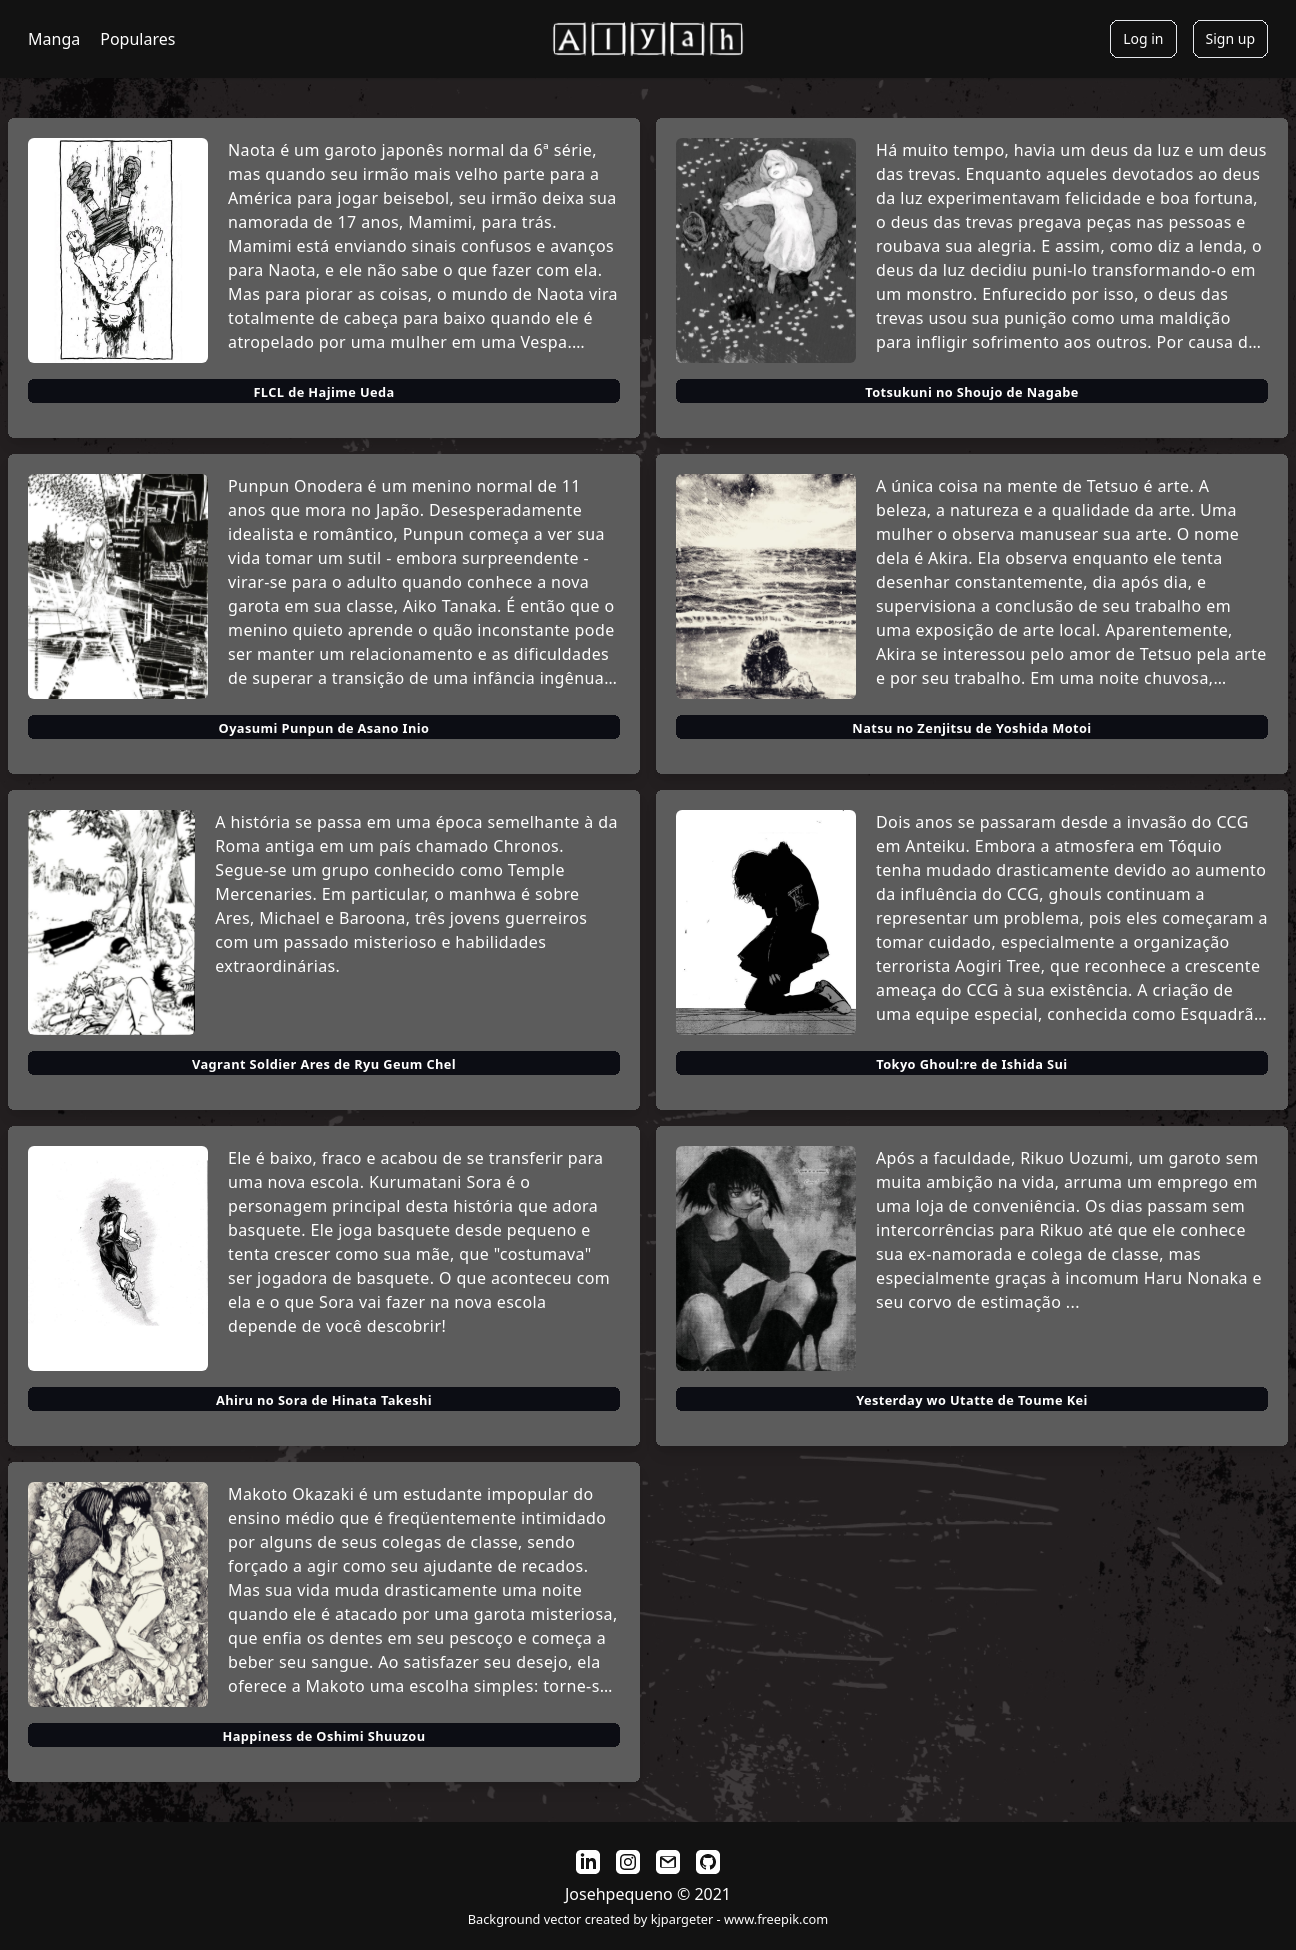 Manga Populares
Aiyah
Log in Sign up
Naota é um garoto japonês normal da 6ª série,
mas quando seu irmão mais velho parte para a
América para jogar beisebol, seu irmão deixa sua
namorada de 17 anos, Mamimi, para trás.
Mamimi está enviando sinais confusos e avanços
para Naota, e ele não sabe o que fazer com ela.
Mas para piorar as coisas, o mundo de Naota vira
totalmente de cabeça para baixo quando ele é
atropelado por uma mulher em uma Vespa....
FLCL de Hajime Ueda
Há muito tempo, havia um deus da luz e um deus
das trevas. Enquanto aqueles devotados ao deus
da luz experimentavam felicidade e boa fortuna,
o deus das trevas pregava peças nas pessoas e
roubava sua alegria. E assim, como diz a lenda, o
deus da luz decidiu puni-lo transformando-o em
um monstro. Enfurecido por isso, o deus das
trevas usou sua punição como uma maldição
para infligir sofrimento aos outros. Por causa d...
Totsukuni no Shoujo de Nagabe
Punpun Onodera é um menino normal de 11
anos que mora no Japão. Desesperadamente
idealista e romântico, Punpun começa a ver sua
vida tomar um sutil - embora surpreendente -
virar-se para o adulto quando conhece a nova
garota em sua classe, Aiko Tanaka. É então que o
menino quieto aprende o quão inconstante pode
ser manter um relacionamento e as dificuldades
de superar a transição de uma infância ingênua...
Oyasumi Punpun de Asano Inio
A única coisa na mente de Tetsuo é arte. A
beleza, a natureza e a qualidade da arte. Uma
mulher o observa manusear sua arte. O nome
dela é Akira. Ela observa enquanto ele tenta
desenhar constantemente, dia após dia, e
supervisiona a conclusão de seu trabalho em
uma exposição de arte local. Aparentemente,
Akira se interessou pelo amor de Tetsuo pela arte
e por seu trabalho. Em uma noite chuvosa,...
Natsu no Zenjitsu de Yoshida Motoi
A história se passa em uma época semelhante à da
Roma antiga em um país chamado Chronos.
Segue-se um grupo conhecido como Temple
Mercenaries. Em particular, o manhwa é sobre
Ares, Michael e Baroona, três jovens guerreiros
com um passado misterioso e habilidades
extraordinárias.
Vagrant Soldier Ares de Ryu Geum Chel
Dois anos se passaram desde a invasão do CCG
em Anteiku. Embora a atmosfera em Tóquio
tenha mudado drasticamente devido ao aumento
da influência do CCG, ghouls continuam a
representar um problema, pois eles começaram a
tomar cuidado, especialmente a organização
terrorista Aogiri Tree, que reconhece a crescente
ameaça do CCG à sua existência. A criação de
uma equipe especial, conhecida como Esquadrã...
Tokyo Ghoul:re de Ishida Sui
Ele é baixo, fraco e acabou de se transferir para
uma nova escola. Kurumatani Sora é o
personagem principal desta história que adora
basquete. Ele joga basquete desde pequeno e
tenta crescer como sua mãe, que "costumava"
ser jogadora de basquete. O que aconteceu com
ela e o que Sora vai fazer na nova escola
depende de você descobrir!
Ahiru no Sora de Hinata Takeshi
Após a faculdade, Rikuo Uozumi, um garoto sem
muita ambição na vida, arruma um emprego em
uma loja de conveniência. Os dias passam sem
intercorrências para Rikuo até que ele conhece
sua ex-namorada e colega de classe, mas
especialmente graças à incomum Haru Nonaka e
seu corvo de estimação ...
Yesterday wo Utatte de Toume Kei
Makoto Okazaki é um estudante impopular do
ensino médio que é freqüentemente intimidado
por alguns de seus colegas de classe, sendo
forçado a agir como seu ajudante de recados.
Mas sua vida muda drasticamente uma noite
quando ele é atacado por uma garota misteriosa,
que enfia os dentes em seu pescoço e começa a
beber seu sangue. Ao satisfazer seu desejo, ela
oferece a Makoto uma escolha simples: torne-s...
Happiness de Oshimi Shuuzou
Josehpequeno © 2021
Background vector created by kjpargeter - www.freepik.com